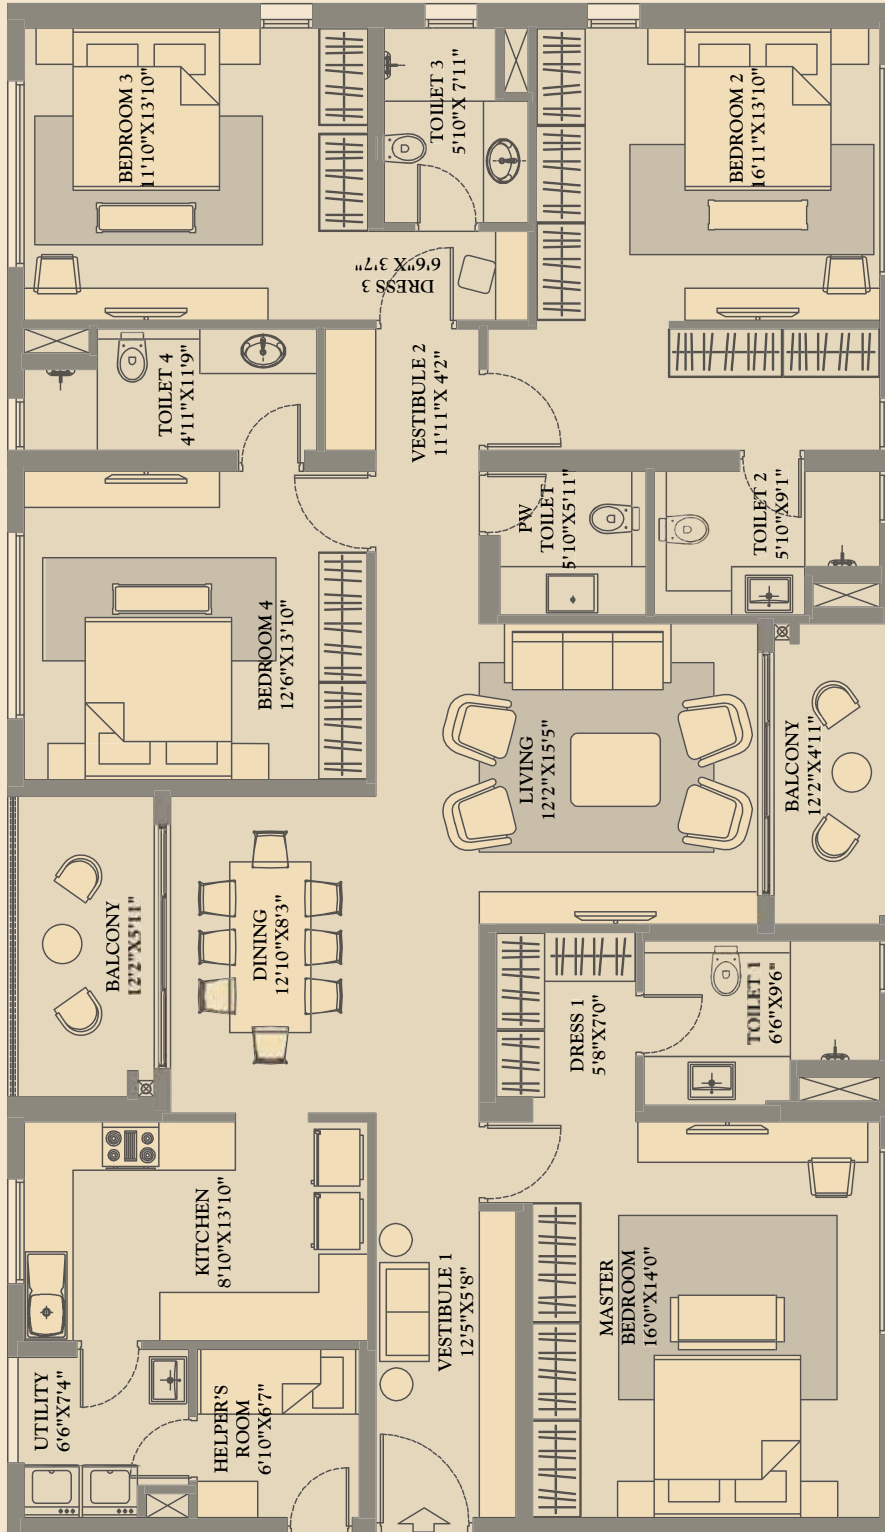 BEDROOM 3
11'10"X13'10"
TOILET 3
5'10"X 7'11"
BEDROOM 2
16'11"X13'10"
DRESS 3
6'6"X 3'7"
TOILET 4
4'11"X11'9"
VESTIBULE 2
11'11"X 4'2"
PW
TOILET
5'10"X5'11"
TOILET 2
5'10"X9'1"
BEDROOM 4
12'6"X13'10"
LIVING
12'2"X15'5"
BALCONY
12'2"X4'11"
BALCONY
12'2"X5'11"
DINING
12'10"X8'3"
DRESS 1
5'8"X7'0"
TOILET 1
6'6"X9'6"
KITCHEN
8'10"X13'10"
VESTIBULE 1
12'5"X5'8"
MASTER
BEDROOM
16'0"X14'0"
UTILITY
6'6"X7'4"
HELPER'S
ROOM
6'10"X6'7"